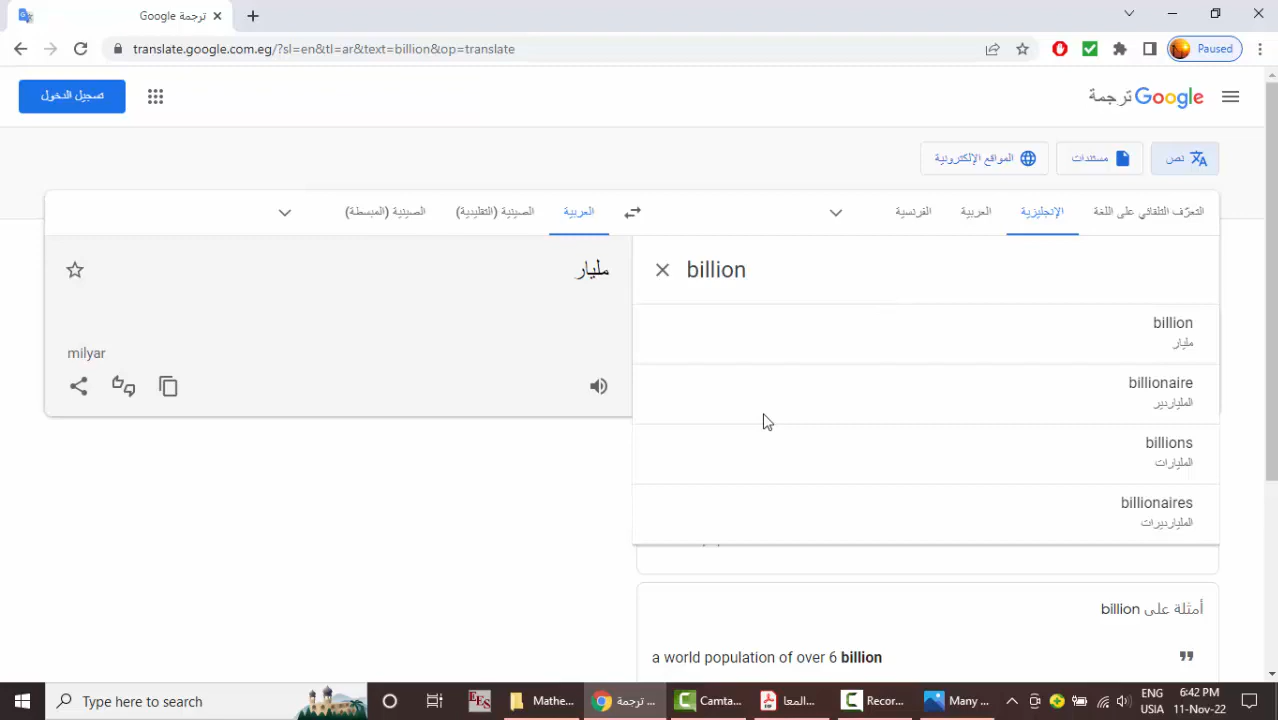 ترجمة Google
translate.google.com.eg/?sl=en&tl=ar&text=billion&op=translate
Paused
Google ترجمة
تسجيل الدخول
نص
مستندات
المواقع الإلكترونية
التعرّف التلقائي على اللغة
الإنجليزية
العربية
الفرنسية
العربية
الصينية (التقليدية)
الصينية (المبسطة)
billion
مليار
milyar
billion
مليار
billionaire
الملياردير
billions
المليارات
billionaires
المليارديرات
أمثلة على billion
a world population of over 6 billion
Type here to search
Mathe...
ترجمة ...
Camta...
المعا...
Recor...
Many ...
ENG
USIA
6:42 PM
11-Nov-22